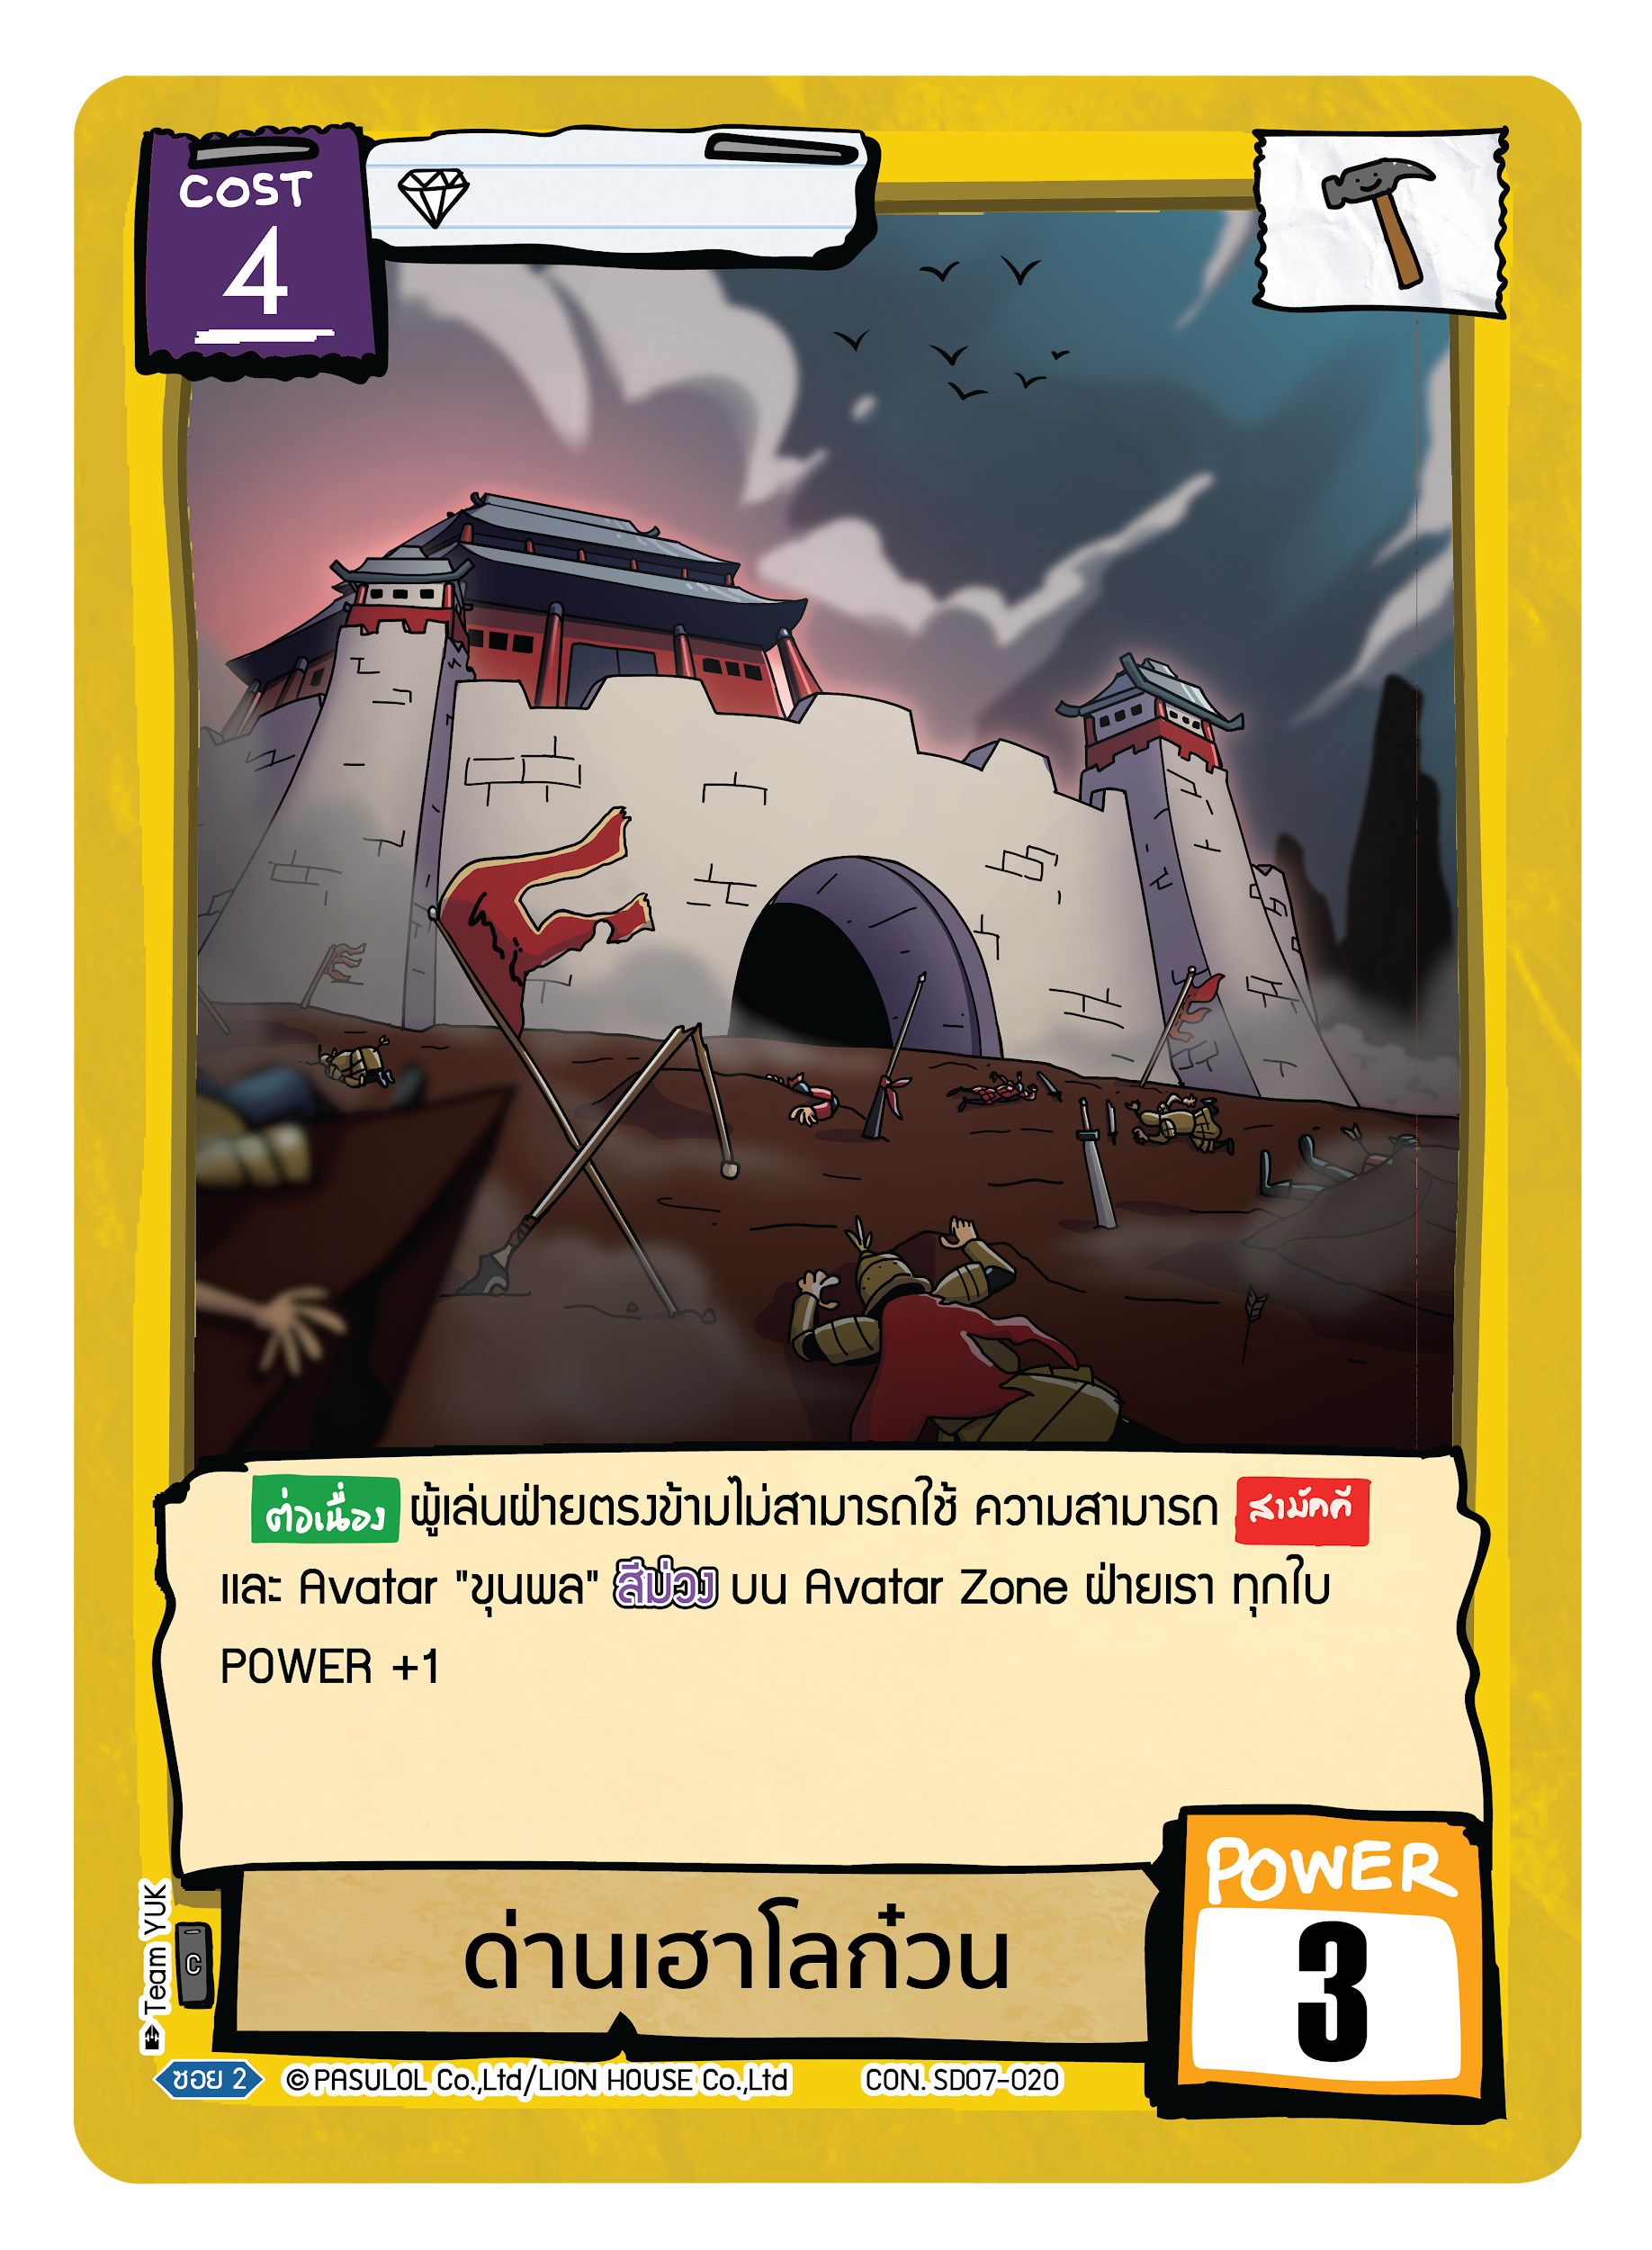 COST
4
ต่อเนื่อง ผู้เล่นฝ่ายตรงข้ามไม่สามารถใช้ ความสามารถ สามัคคี
และ Avatar "ขุนพล" สีม่วง บน Avatar Zone ฝ่ายเรา ทุกใบ
POWER +1
POWER
3
ด่านเฮาโลก๋วน
Team YUK
C
ซอย 2
©PASULOL Co.,Ltd/LION HOUSE Co.,Ltd
CON. SD07-020